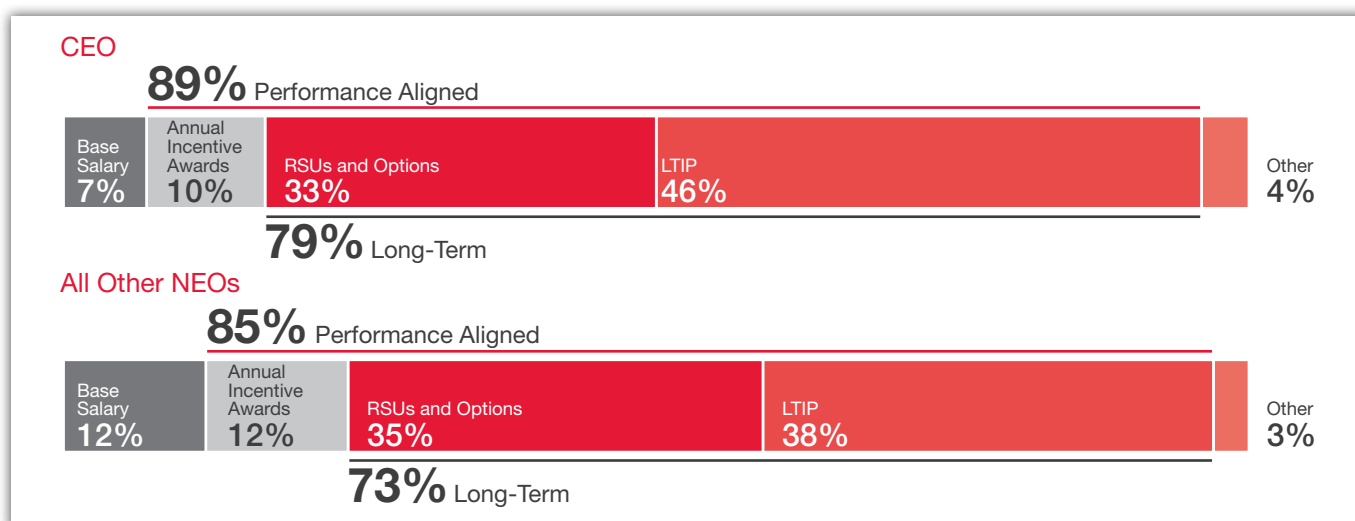 CEO
89% Performance Aligned
Base
Salary
7%
Annual
Incentive
Awards
10%
RSUs and Options
33%
LTIP
46%
Other
4%
79% Long-Term
All Other NEOs
85% Performance Aligned
Base
Salary
12%
Annual
Incentive
Awards
12%
RSUs and Options
35%
LTIP
38%
Other
3%
73% Long-Term